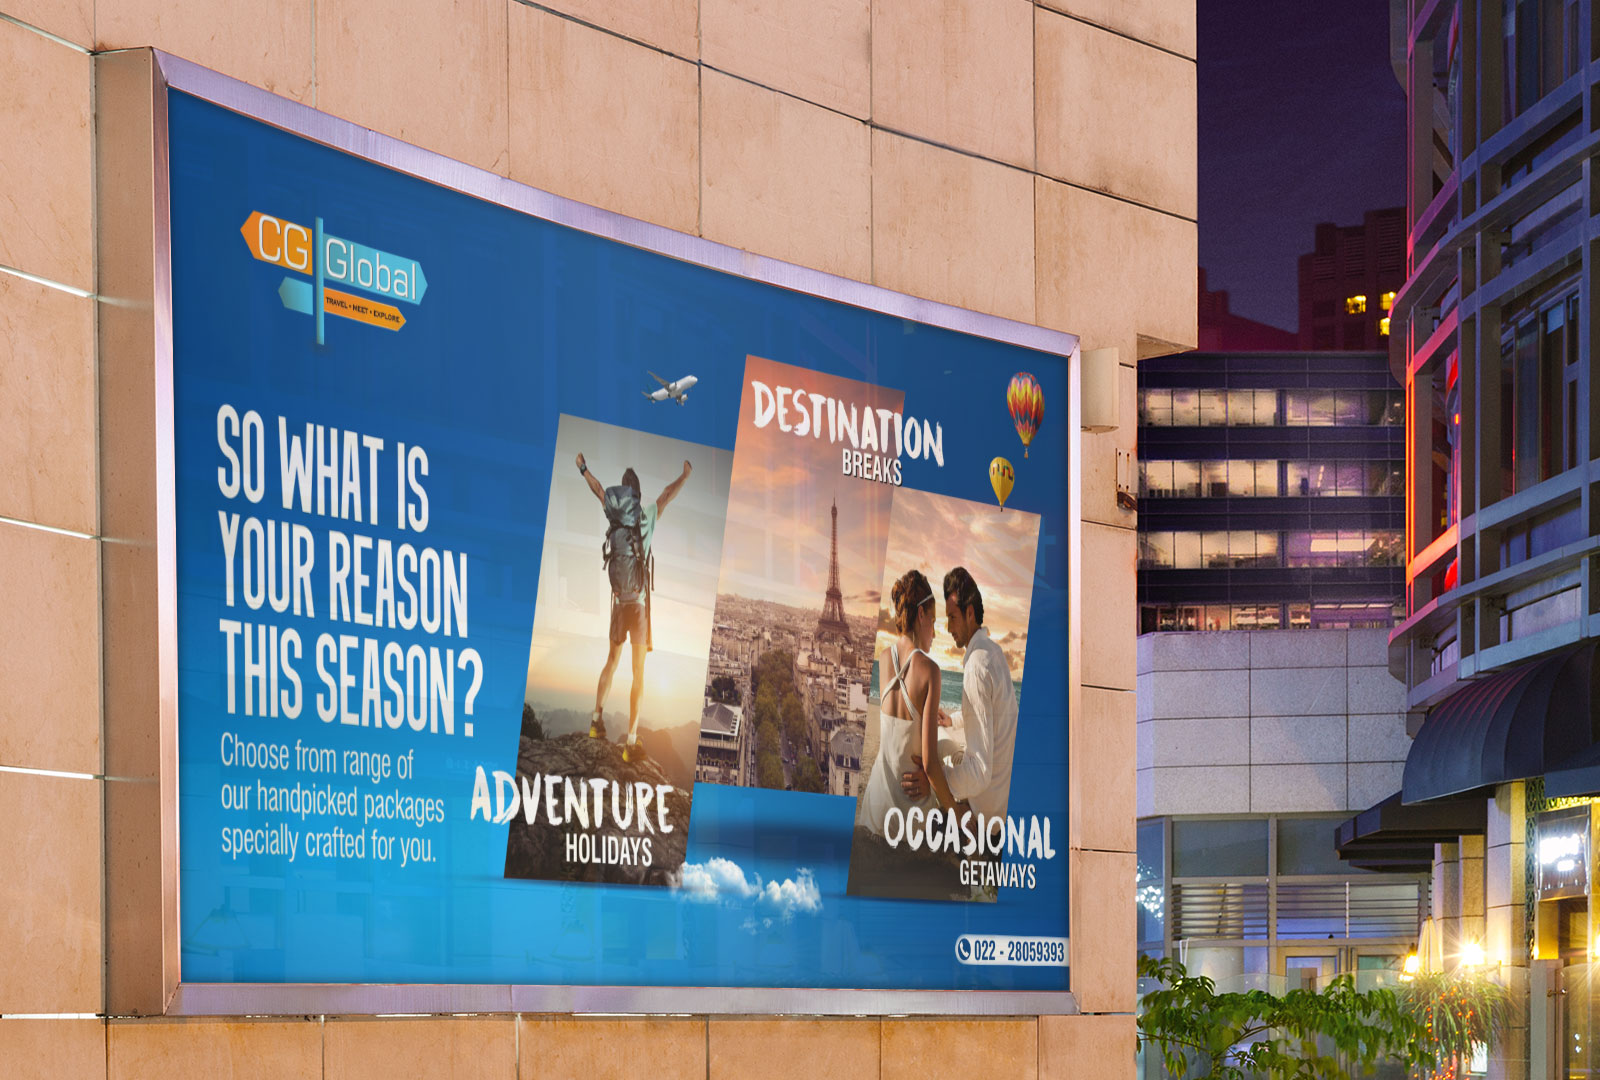 CG Global
TRAVEL • MEET • EXPLORE
SO WHAT IS
YOUR REASON
THIS SEASON?
Choose from range of
our handpicked packages
specially crafted for you.
ADVENTURE
HOLIDAYS
DESTINATION
BREAKS
OCCASIONAL
GETAWAYS
022 - 28059393